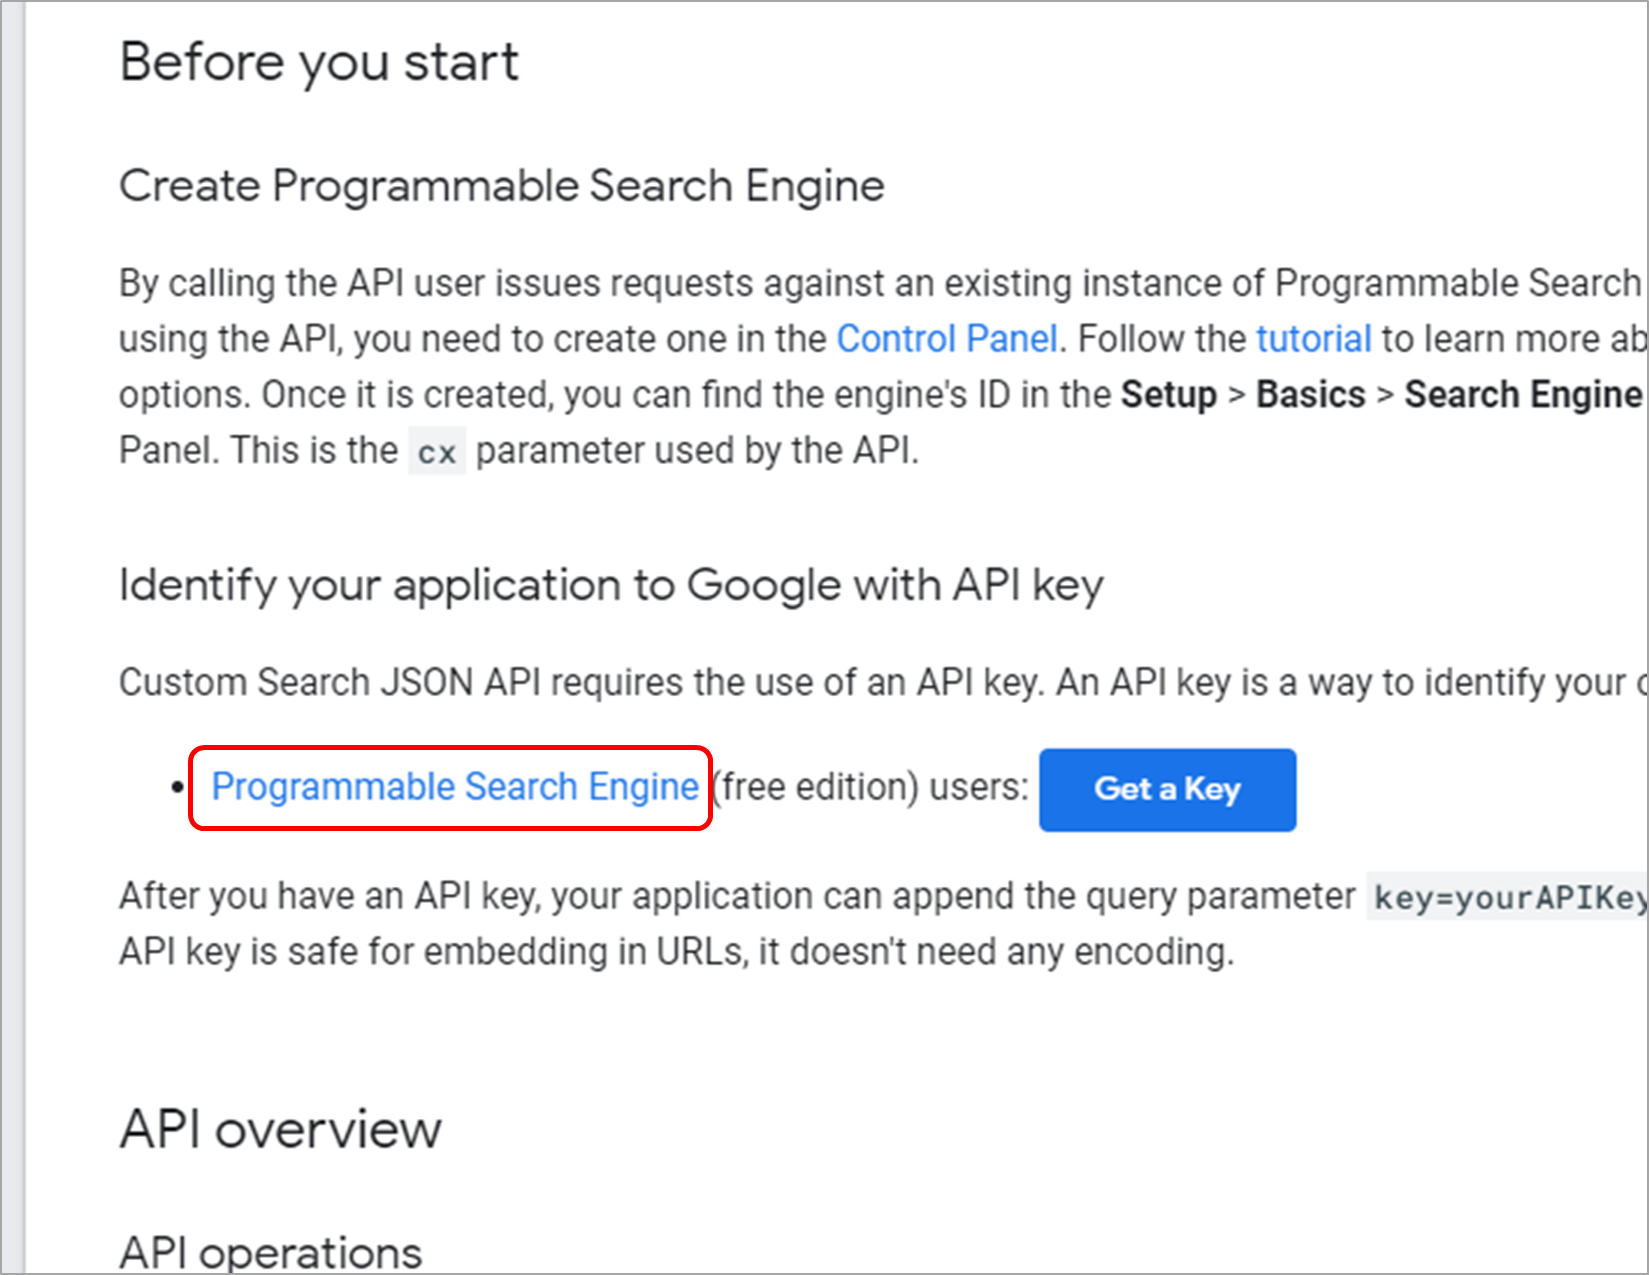 Before you start
Create Programmable Search Engine
By calling the API user issues requests against an existing instance of Programmable Search
using the API, you need to create one in the Control Panel. Follow the tutorial to learn more ab
options. Once it is created, you can find the engine's ID in the Setup > Basics > Search Engine
Panel. This is the cx parameter used by the API.
Identify your application to Google with API key
Custom Search JSON API requires the use of an API key. An API key is a way to identify your
• Programmable Search Engine (free edition) users: Get a Key
After you have an API key, your application can append the query parameter key=yourAPIKey
API key is safe for embedding in URLs, it doesn't need any encoding.
API overview
API operations